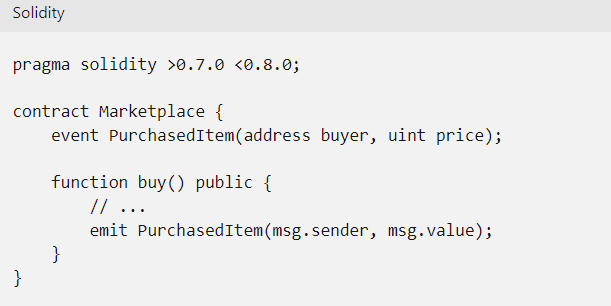 Solidity
pragma solidity >0.7.0 <0.8.0;
contract Marketplace {
    event PurchasedItem(address buyer, uint price);
    function buy() public {
        // ...
        emit PurchasedItem(msg.sender, msg.value);
    }
}